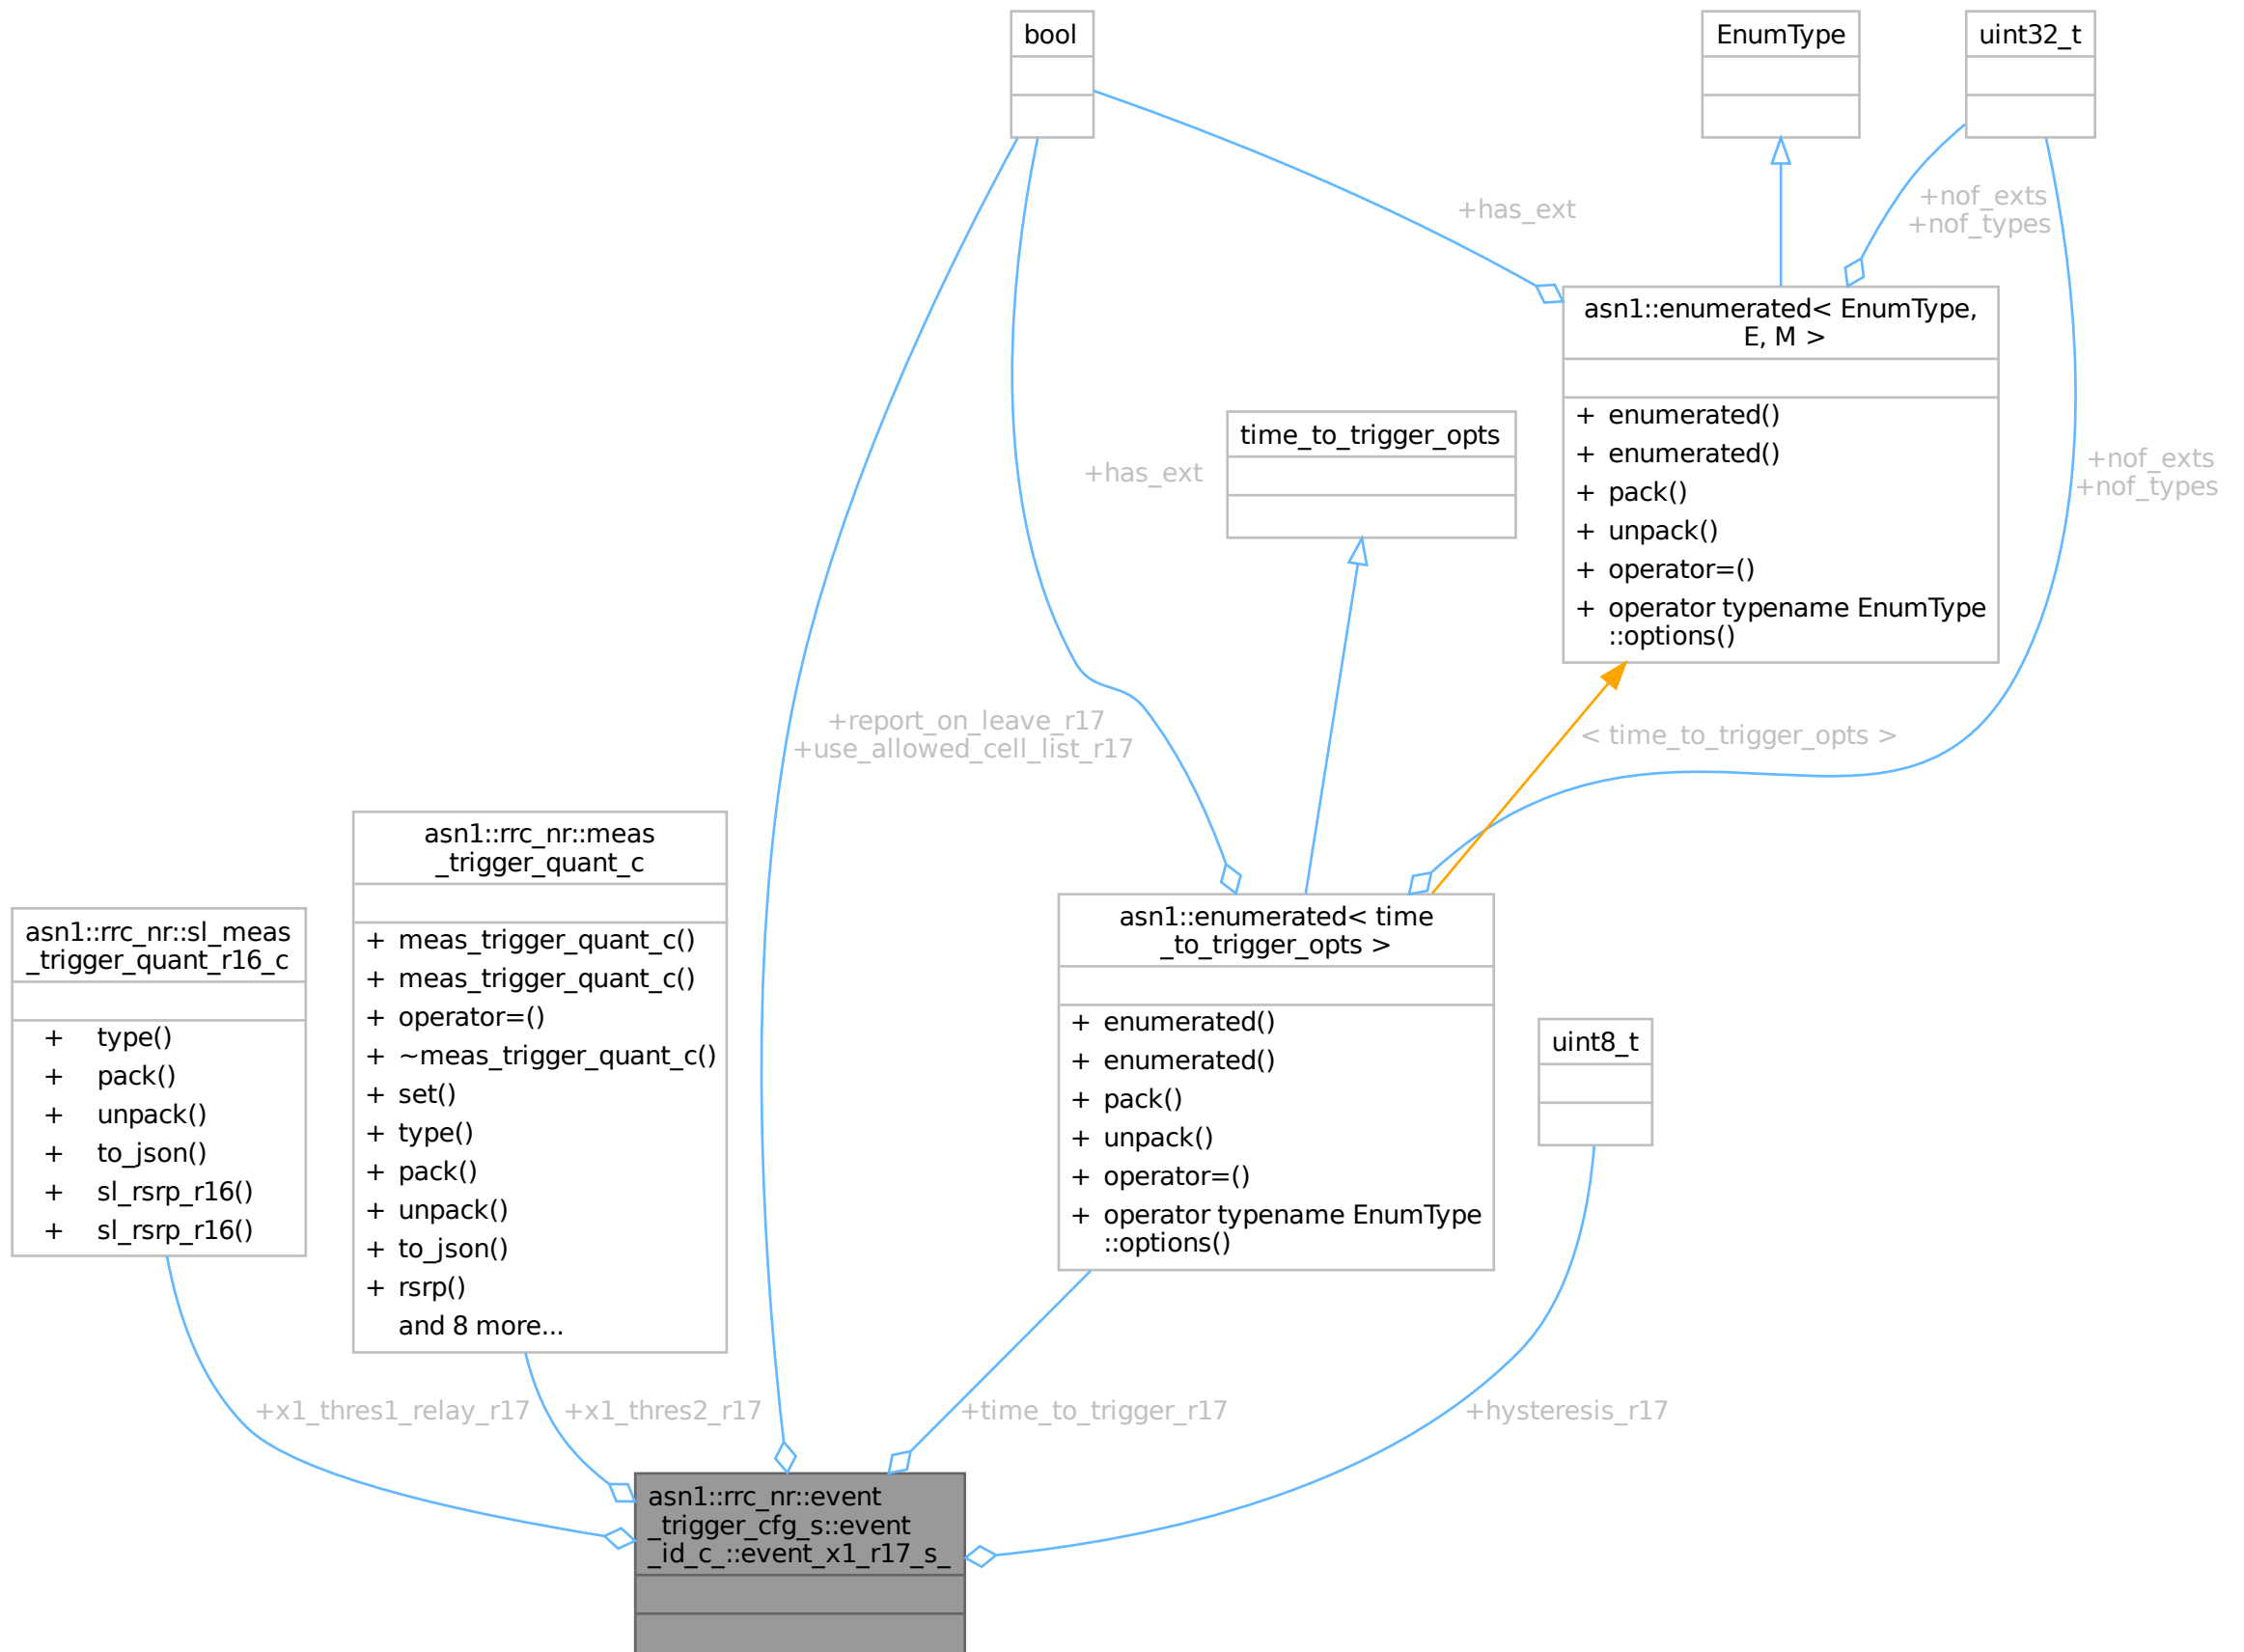 bool
EnumType
uint32_t
+has_ext
+nof_exts
+nof_types
asn1::enumerated< EnumType,
E, M >
+ enumerated()
+ enumerated()
+ pack()
+ unpack()
+ operator=()
+ operator typename EnumType
::options()
time_to_trigger_opts
+has_ext
+nof_exts
+nof_types
+report_on_leave_r17
+use_allowed_cell_list_r17
< time_to_trigger_opts >
asn1::rrc_nr::sl_meas
_trigger_quant_r16_c
+ type()
+ pack()
+ unpack()
+ to_json()
+ sl_rsrp_r16()
+ sl_rsrp_r16()
asn1::rrc_nr::meas
_trigger_quant_c
+ meas_trigger_quant_c()
+ meas_trigger_quant_c()
+ operator=()
+ ~meas_trigger_quant_c()
+ set()
+ type()
+ pack()
+ unpack()
+ to_json()
+ rsrp()
and 8 more...
asn1::enumerated< time
_to_trigger_opts >
+ enumerated()
+ enumerated()
+ pack()
+ unpack()
+ operator=()
+ operator typename EnumType
::options()
uint8_t
+x1_thres1_relay_r17
+x1_thres2_r17
+time_to_trigger_r17
+hysteresis_r17
asn1::rrc_nr::event
_trigger_cfg_s::event
_id_c_::event_x1_r17_s_